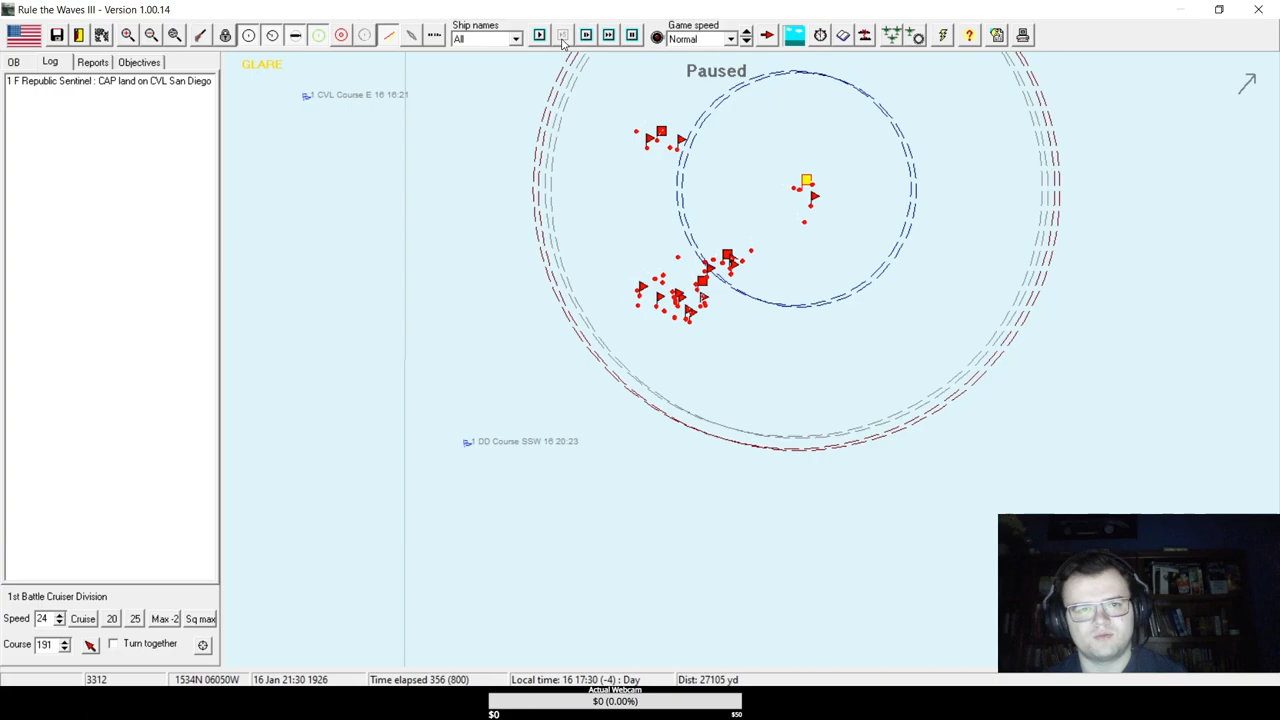 Rule the Waves III - Version 1.00.14
Ship names
All
Game speed
Normal
OB
Log
Reports
Objectives
1 F Republic Sentinel : CAP land on CVL San Diego
GLARE
Paused
1 CVL Course E 16 16:21
1 DD Course SSW 16 20:23
1st Battle Cruiser Division
Speed 24 Cruise 20 25 Max -2 Sq max
Course 191 Turn together
3312 1534N 06050W 16 Jan 21:30 1926 Time elapsed 356 (800) Local time: 16 17:30 (-4) : Day Dist: 27105 yd
Actual Webcam
$0 (0.00%)
$0 $50